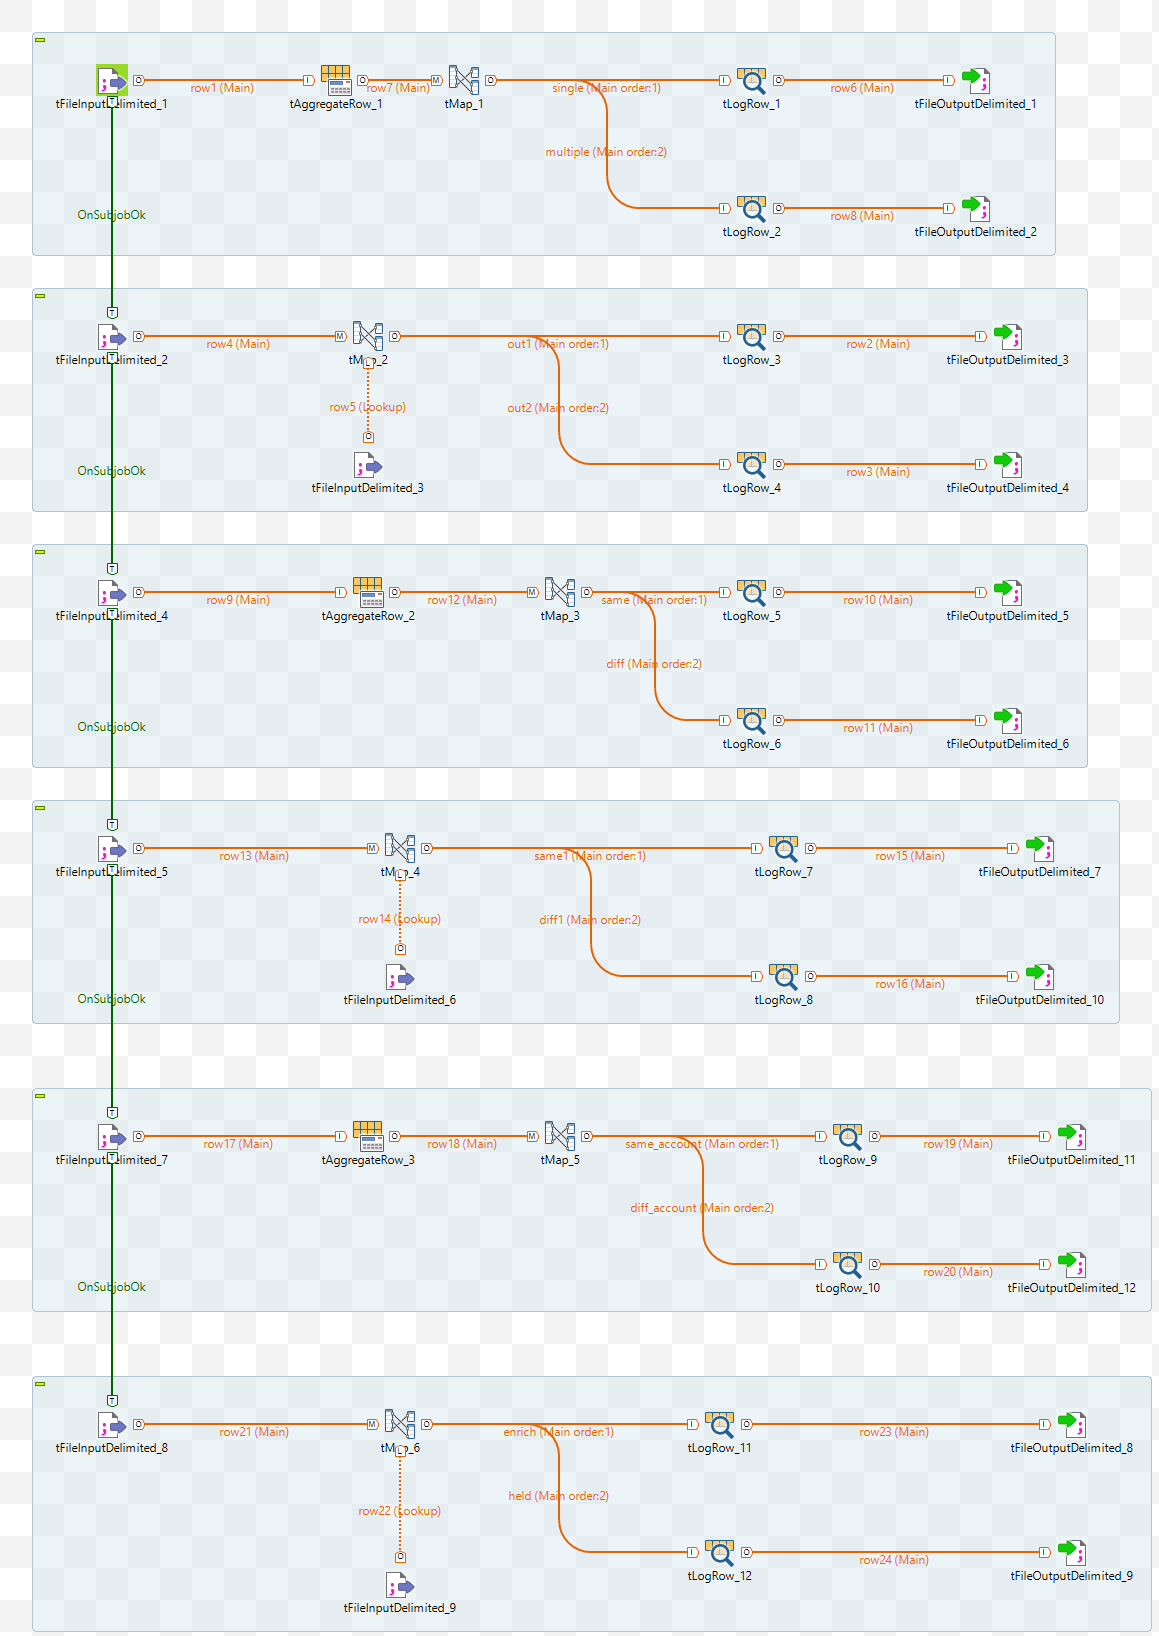 row1 (Main)
row7 (Main)
single (Main order:1)
row6 (Main)
tFileInputDelimited_1
tAggregateRow_1
tMap_1
tLogRow_1
tFileOutputDelimited_1
multiple (Main order:2)
OnSubjobOk
row8 (Main)
tLogRow_2
tFileOutputDelimited_2
row4 (Main)
out1 (Main order:1)
row2 (Main)
tFileInputDelimited_2
tMap_2
tLogRow_3
tFileOutputDelimited_3
row5 (Lookup)
out2 (Main order:2)
OnSubjobOk
row3 (Main)
tFileInputDelimited_3
tLogRow_4
tFileOutputDelimited_4
row9 (Main)
row12 (Main)
same (Main order:1)
row10 (Main)
tFileInputDelimited_4
tAggregateRow_2
tMap_3
tLogRow_5
tFileOutputDelimited_5
diff (Main order:2)
OnSubjobOk
row11 (Main)
tLogRow_6
tFileOutputDelimited_6
row13 (Main)
same1 (Main order:1)
row15 (Main)
tFileInputDelimited_5
tMap_4
tLogRow_7
tFileOutputDelimited_7
row14 (Lookup)
diff1 (Main order:2)
OnSubjobOk
row16 (Main)
tFileInputDelimited_6
tLogRow_8
tFileOutputDelimited_10
row17 (Main)
row18 (Main)
same_account (Main order:1)
row19 (Main)
tFileInputDelimited_7
tAggregateRow_3
tMap_5
tLogRow_9
tFileOutputDelimited_11
diff_account (Main order:2)
OnSubjobOk
row20 (Main)
tLogRow_10
tFileOutputDelimited_12
row21 (Main)
enrich (Main order:1)
row23 (Main)
tFileInputDelimited_8
tMap_6
tLogRow_11
tFileOutputDelimited_8
held (Main order:2)
row22 (Lookup)
row24 (Main)
tLogRow_12
tFileOutputDelimited_9
tFileInputDelimited_9